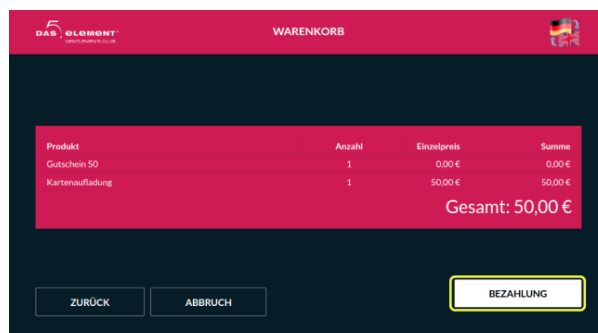 DAS 5 element
GENTLEMEN'S CLUB
WARENKORB
Produkt Anzahl Einzelpreis Summe
Gutschein 50 1 0,00 € 0,00 €
Kartenaufladung 1 50,00 € 50,00 €
Gesamt: 50,00 €
ZURÜCK ABBRUCH BEZAHLUNG